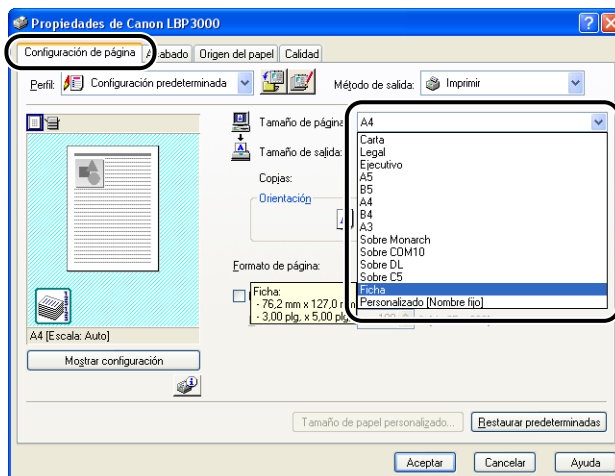 Propiedades de Canon LBP3000
Configuración de página
Acabado
Origen del papel
Calidad
Perfil:
Configuración predeterminada
Método de salida:
Imprimir
Tamaño de página:
A4
Tamaño de salida:
Copias:
Orientación
Carta
Legal
Ejecutivo
A5
B5
A4
B4
A3
Sobre Monarch
Sobre COM10
Sobre DL
Sobre C5
Ficha
Personalizado [Nombre fijo]
Formato de página:
Ficha:
- 76,2 mm x 127,0 m
- 3,00 plg, x 5,00 plg
A4 [Escala: Auto]
Mostrar configuración
Tamaño de papel personalizado...
Restaurar predeterminadas
Aceptar
Cancelar
Ayuda